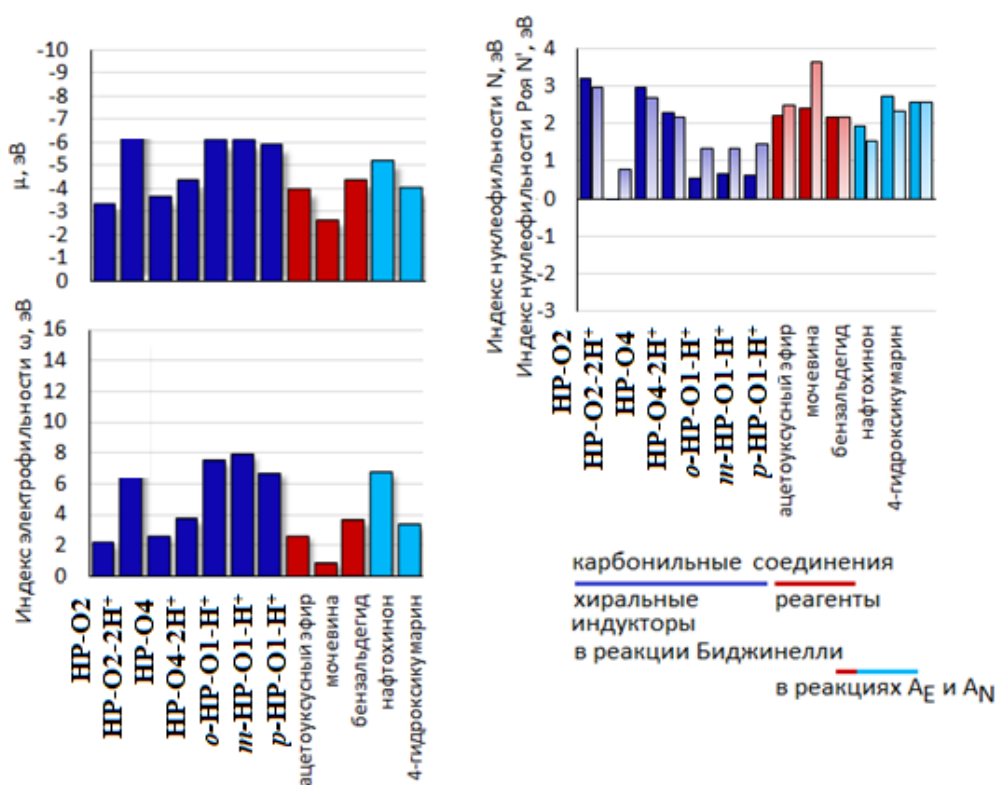 μ, эВ
-10
-9
-8
-7
-6
-5
-4
-3
-2
-1
0
Индекс электрофильности ω, эВ
16
14
12
10
8
6
4
2
0
HP-O2
HP-O2-2H⁺
HP-O4
HP-O4-2H⁺
o-HP-O1-H⁺
m-HP-O1-H⁺
p-HP-O1-H⁺
ацетоуксусный эфир
мочевина
бензальдегид
нафтохинон
4-гидроксикумарин
Индекс нуклеофильности N, эВ
Индекс нуклеофильности Роя N', эВ
4
3
2
1
0
-1
-2
-3
HP-O2
HP-O2-2H⁺
HP-O4
HP-O4-2H⁺
o-HP-O1-H⁺
m-HP-O1-H⁺
p-HP-O1-H⁺
ацетоуксусный эфир
мочевина
бензальдегид
нафтохинон
4-гидроксикумарин
карбонильные соединения
хиральные реагенты
индукторы
в реакции Биджинелли
в реакциях A_E и A_N